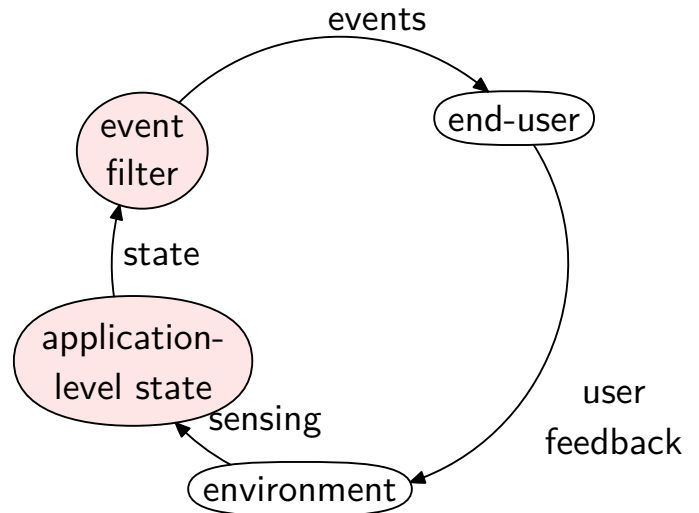 events
event
filter
end-user
state
application-
level state
sensing
user
feedback
environment